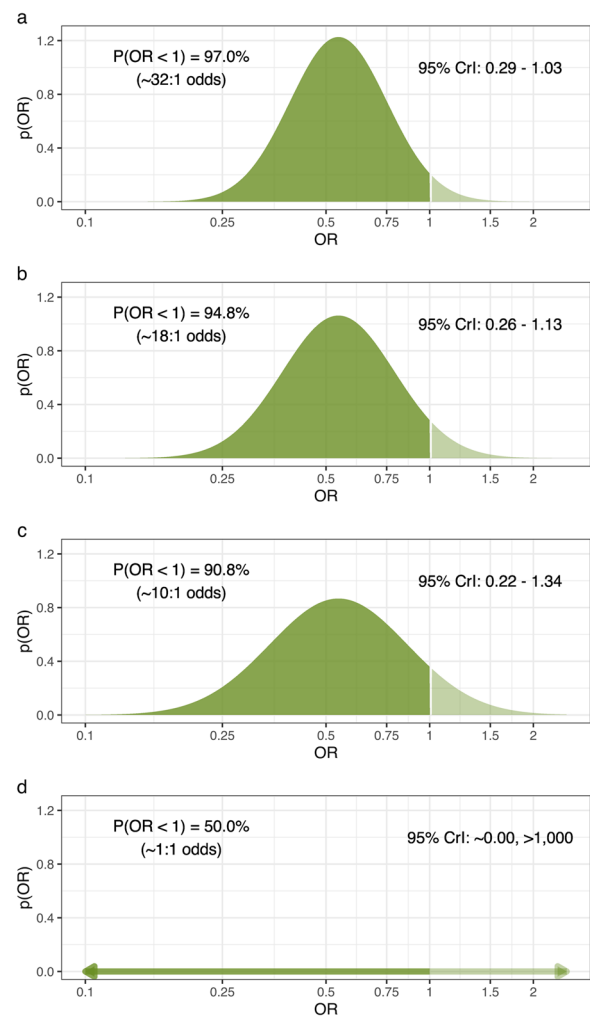 a
1.2
P(OR < 1) = 97.0%
(~32:1 odds)
95% CrI: 0.29 - 1.03
0.8
p(OR)
0.4
0.0
0.1 0.25 0.5 0.75 1 1.5 2
OR
b
1.2
P(OR < 1) = 94.8%
(~18:1 odds)
95% CrI: 0.26 - 1.13
0.8
p(OR)
0.4
0.0
0.1 0.25 0.5 0.75 1 1.5 2
OR
c
1.2
P(OR < 1) = 90.8%
(~10:1 odds)
95% CrI: 0.22 - 1.34
0.8
p(OR)
0.4
0.0
0.1 0.25 0.5 0.75 1 1.5 2
OR
d
1.2
P(OR < 1) = 50.0%
(~1:1 odds)
95% CrI: ~0.00, >1,000
0.8
p(OR)
0.4
0.0
0.1 0.25 0.5 0.75 1 1.5 2
OR